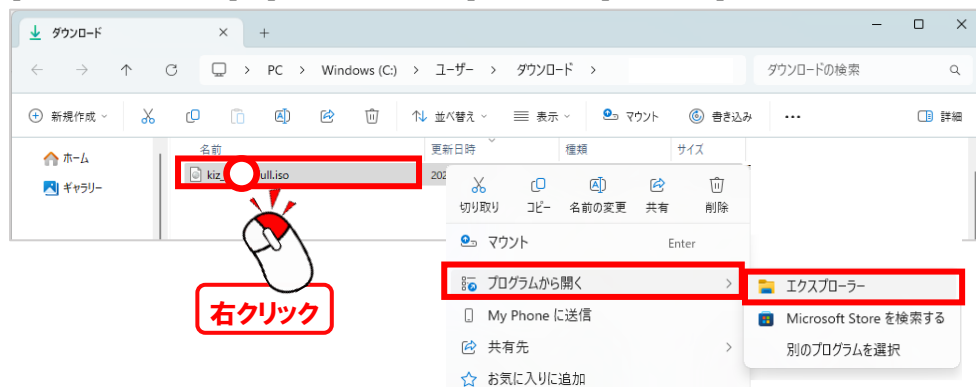 ダウンロード
PC > Windows (C:) > ユーザー > ダウンロード >
ダウンロードの検索
新規作成
並べ替え
表示
マウント
書き込み
詳細
ホーム
ギャラリー
名前
更新日時
種類
サイズ
kiz_ ull.iso
202
切り取り
コピー
名前の変更
共有
削除
マウント
Enter
プログラムから開く
エクスプローラー
My Phone に送信
Microsoft Store を検索する
共有先
別のプログラムを選択
お気に入りに追加
右クリック